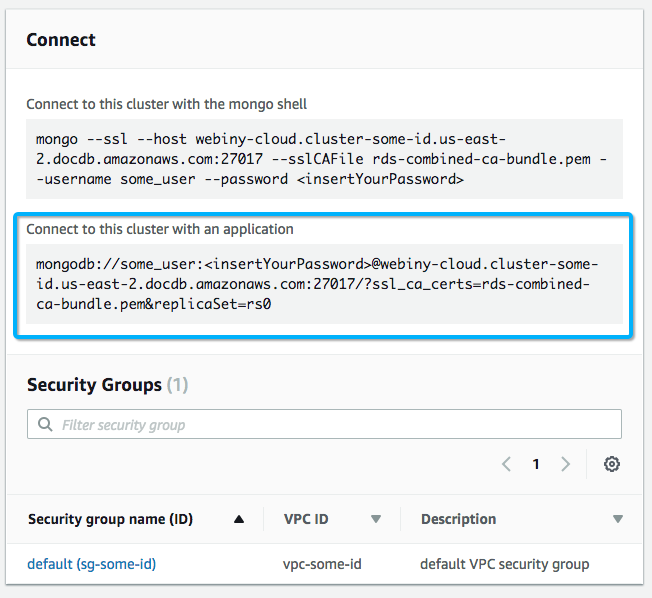 Connect
Connect to this cluster with the mongo shell
mongo --ssl --host webiny-cloud.cluster-some-id.us-east-
2.docdb.amazonaws.com:27017 --sslCAFile rds-combined-ca-bundle.pem -
-username some_user --password <insertYourPassword>
Connect to this cluster with an application
mongodb://some_user:<insertYourPassword>@webiny-cloud.cluster-some-
id.us-east-2.docdb.amazonaws.com:27017/?ssl_ca_certs=rds-combined-
ca-bundle.pem&replicaSet=rs0
Security Groups (1)
Filter security group
1
Security group name (ID) VPC ID Description
default (sg-some-id) vpc-some-id default VPC security group